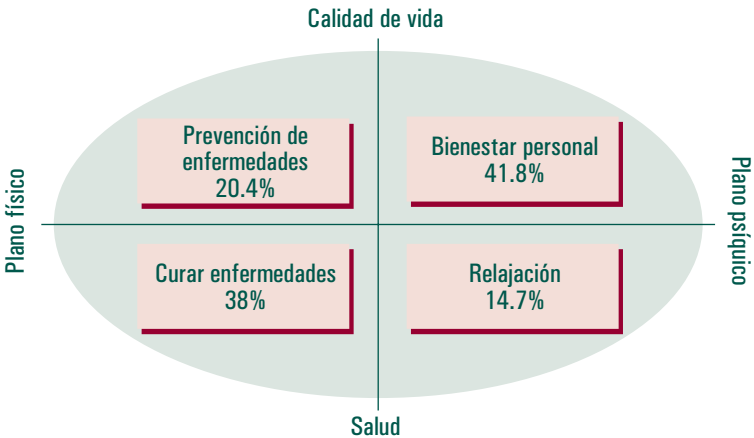 Calidad de vida
Prevención de
enfermedades
20.4%
Bienestar personal
41.8%
Plano físico
Plano psíquico
Curar enfermedades
38%
Relajación
14.7%
Salud